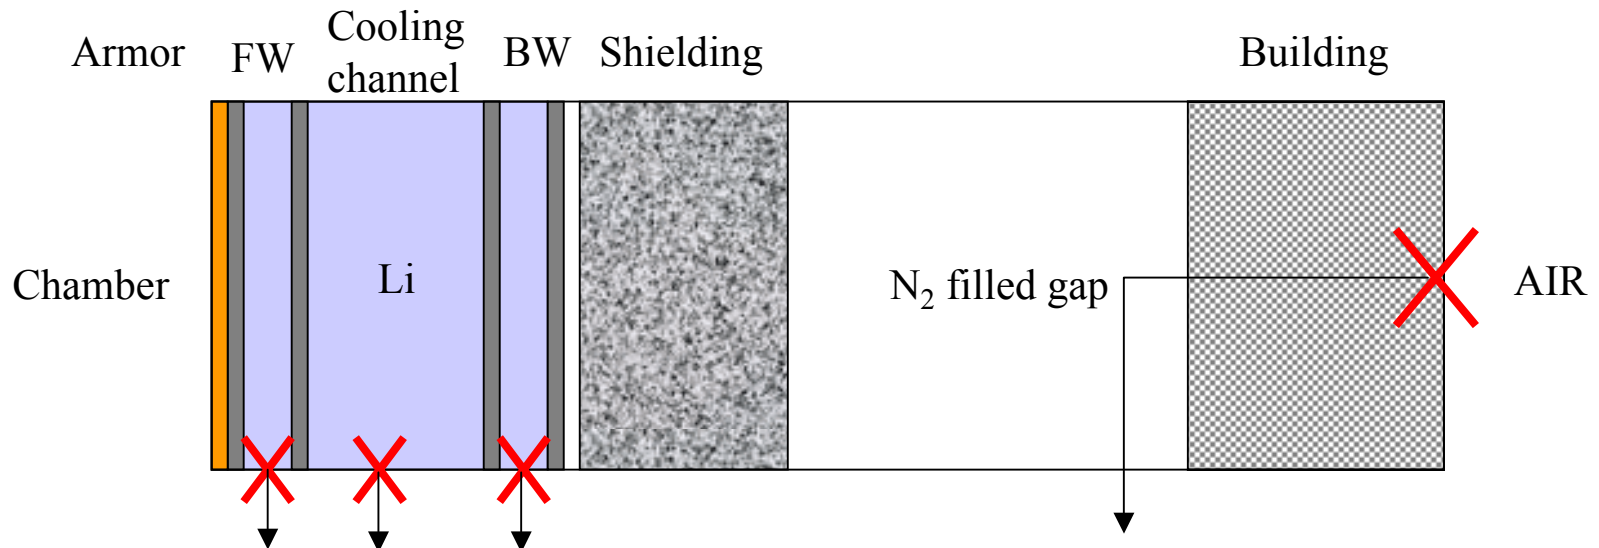 Armor
FW
Cooling
channel
BW
Shielding
Building
Chamber
Li
N₂ filled gap
AIR